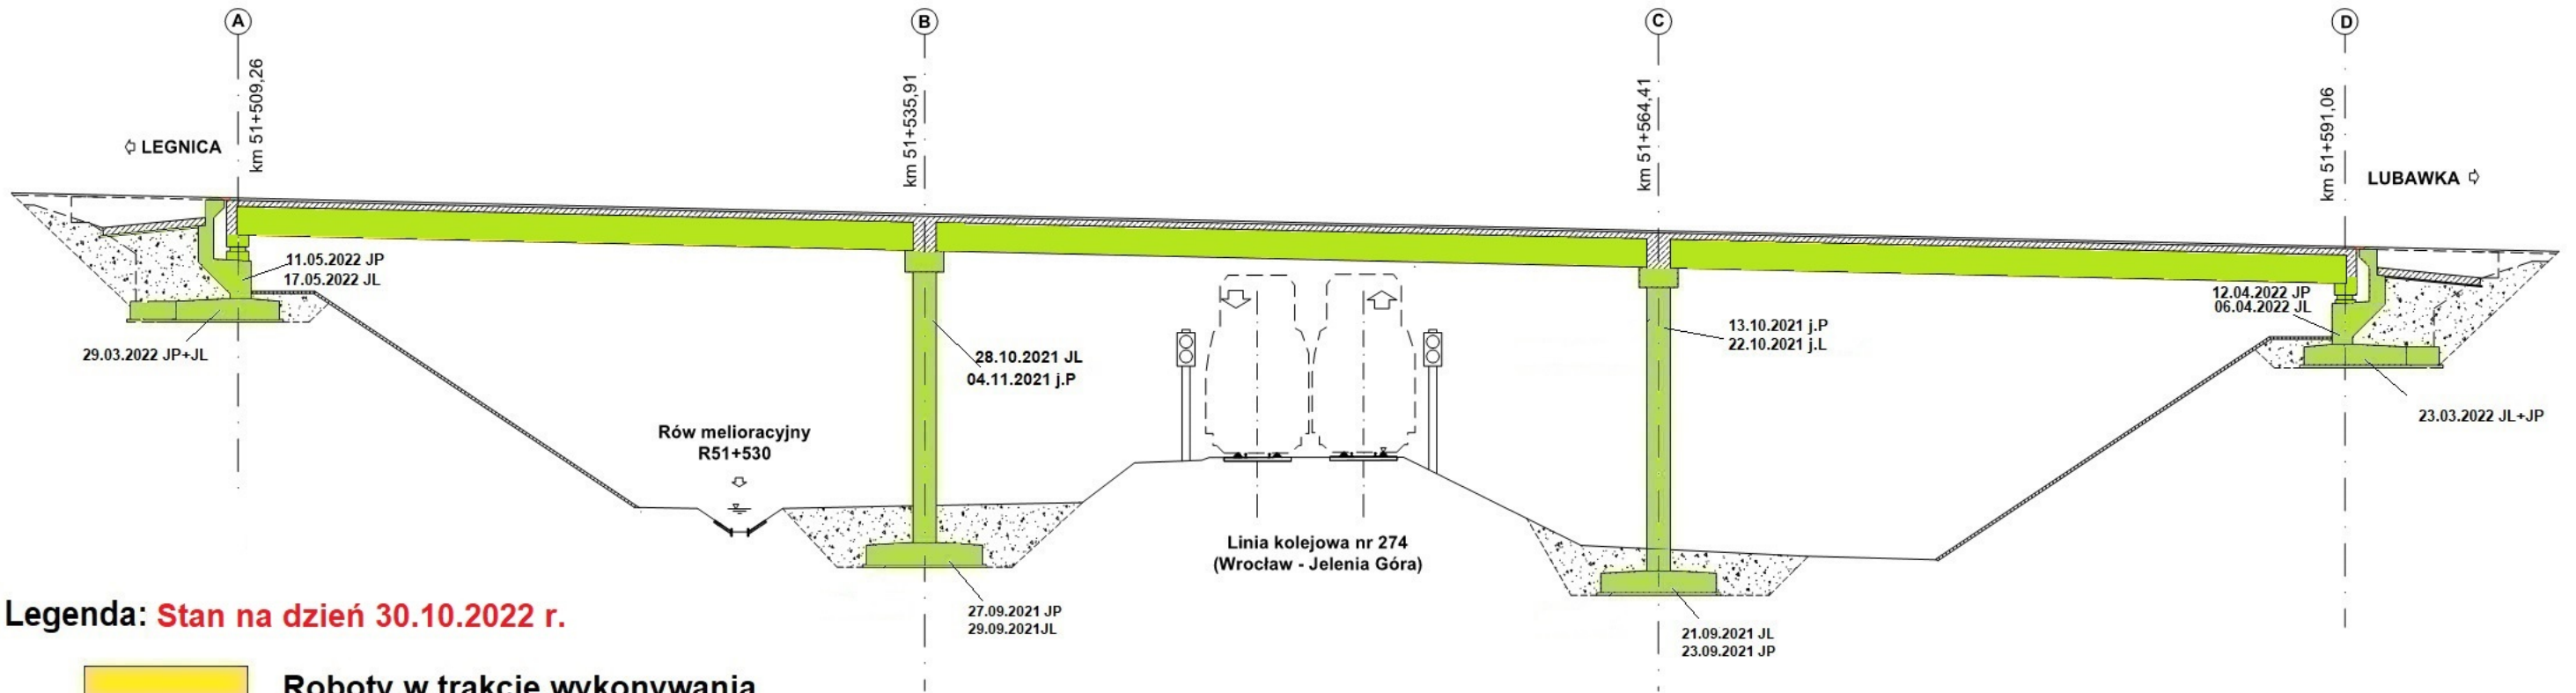 A
B
C
D
km 51+509,26
km 51+535,91
km 51+564,41
km 51+591,06
LEGNICA
LUBAWKA
11.05.2022 JP
17.05.2022 JL
29.03.2022 JP+JL
28.10.2021 JL
04.11.2021 j.P
13.10.2021 j.P
22.10.2021 j.L
12.04.2022 JP
06.04.2022 JL
23.03.2022 JL+JP
Rów melioracyjny
R51+530
Linia kolejowa nr 274
(Wrocław - Jelenia Góra)
27.09.2021 JP
29.09.2021JL
21.09.2021 JL
23.09.2021 JP
Legenda: Stan na dzień 30.10.2022 r.
Roboty w trakcie wykonywania